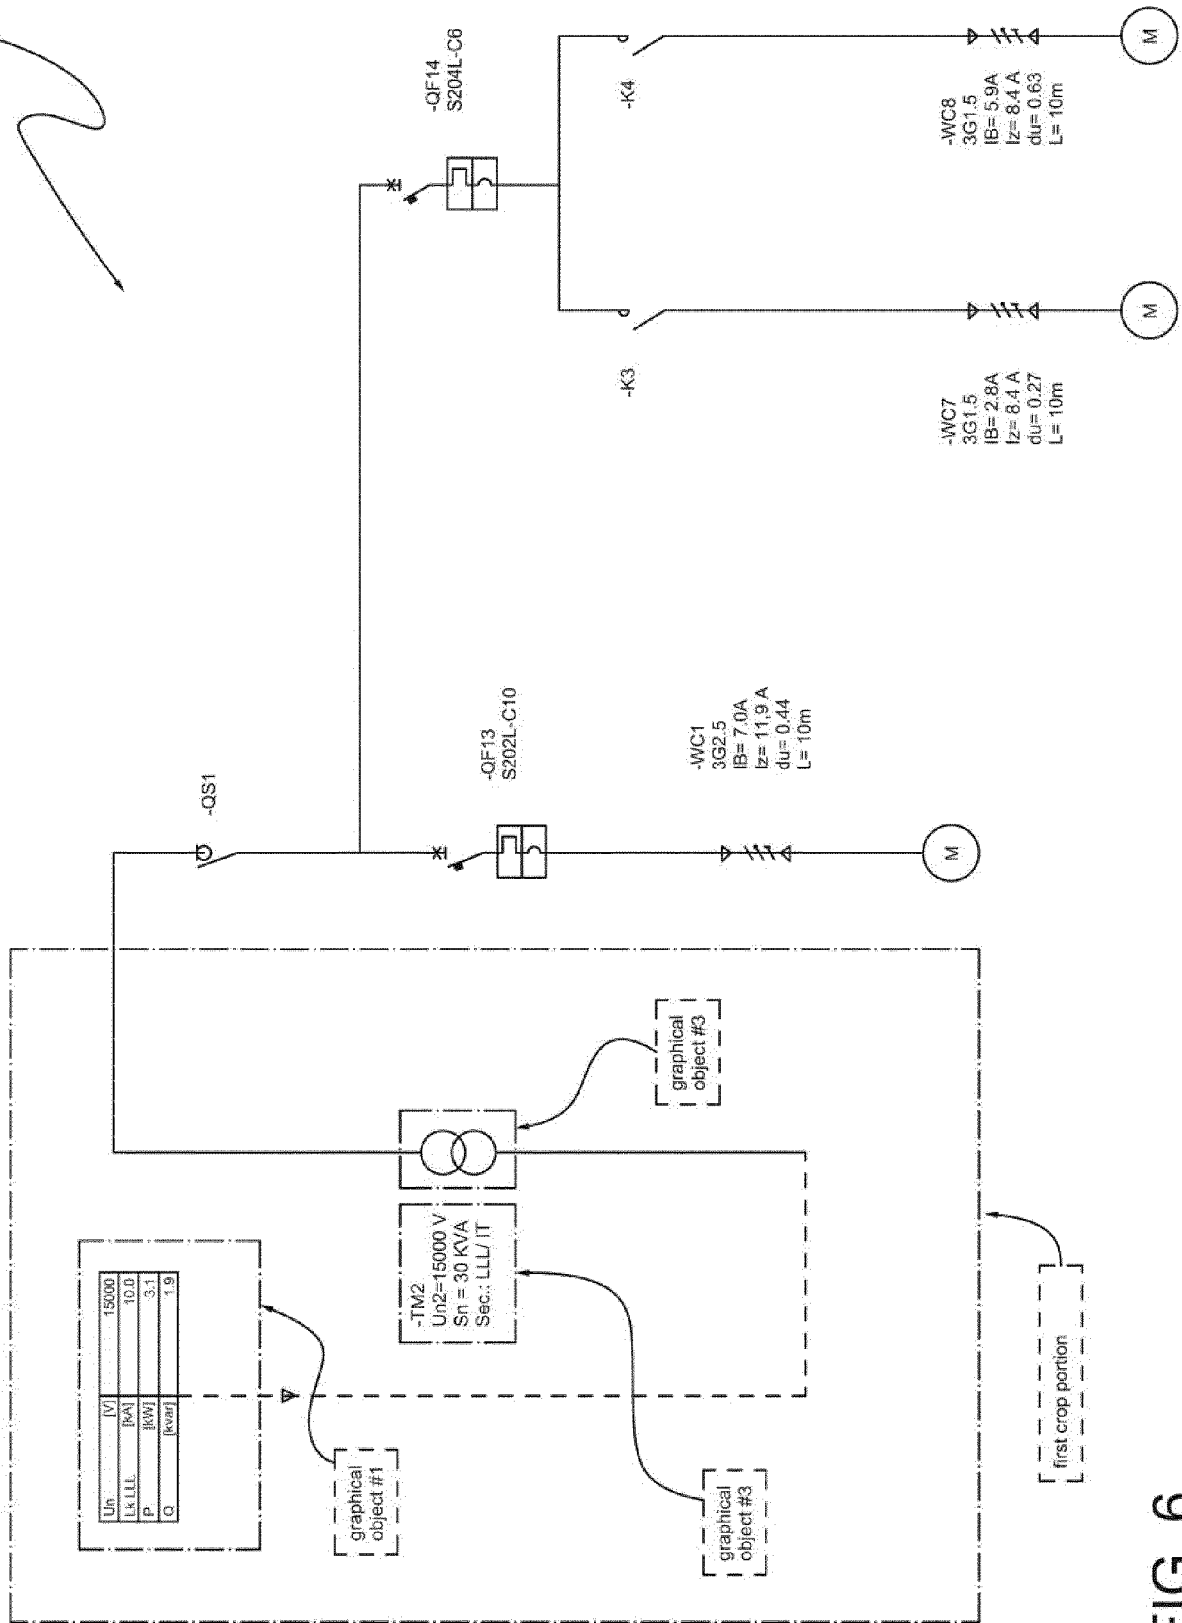 Un [V] 15000
Lk LLL [kA] 10.0
P [kW] 3.1
Q [kvar] 1.9
graphical
object #1
-TM2
Un2=15000 V
Sn = 30 KVA
Sec.: LLL/ IT
graphical
object #3
graphical
object #3
first crop portion
-QS1
-QF13
S202L-C10
-WC1
3G2.5
IB= 7.0A
Iz= 11,9 A
du= 0.44
L= 10m
M
-QF14
S204L-C6
-K3
-K4
-WC7
3G1.5
IB= 2.8A
Iz= 8.4 A
du= 0.27
L= 10m
M
-WC8
3G1.5
IB= 5.9A
Iz= 8.4 A
du= 0.63
L= 10m
M